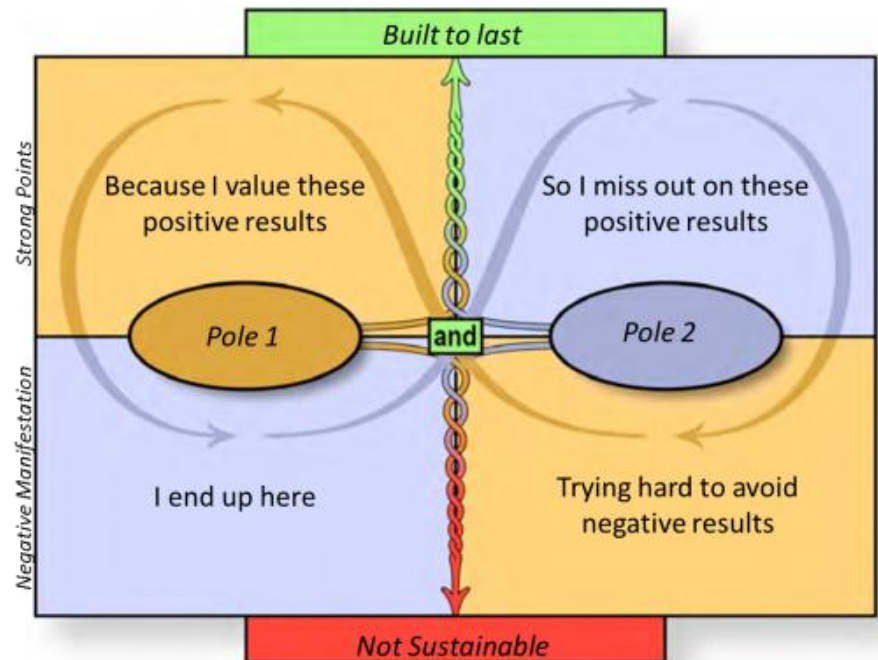 Built to last
Strong Points
Because I value these
positive results
So I miss out on these
positive results
Pole 1
and
Pole 2
Negative Manifestation
I end up here
Trying hard to avoid
negative results
Not Sustainable